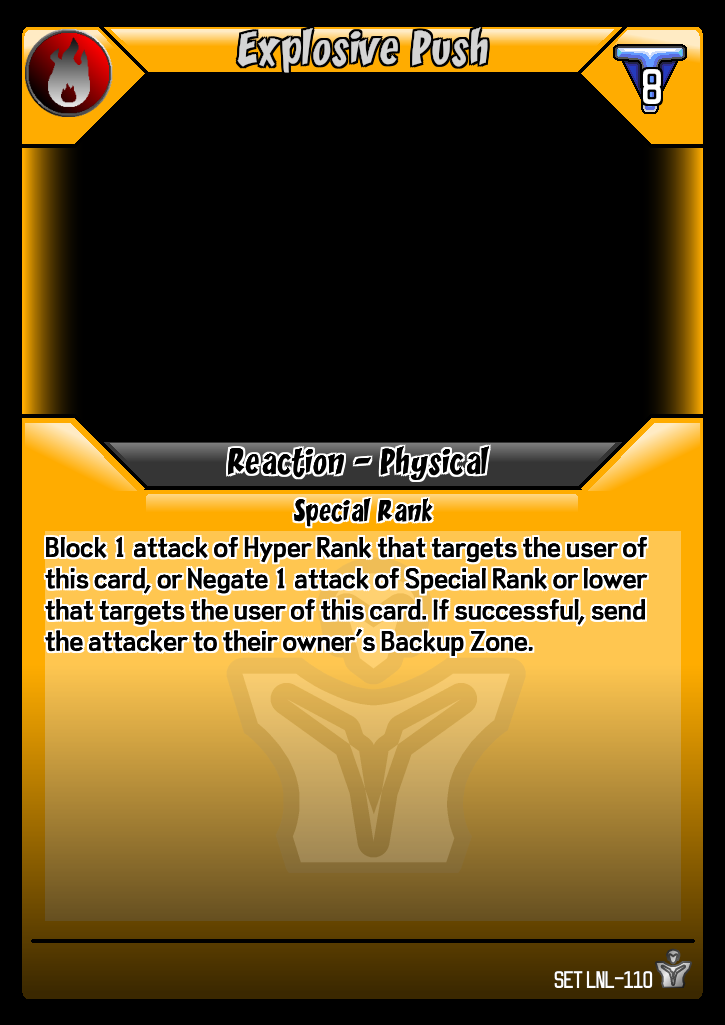 Explosive Push
8
Reaction - Physical
Special Rank
Block 1 attack of Hyper Rank that targets the user of
this card, or Negate 1 attack of Special Rank or lower
that targets the user of this card. If successful, send
the attacker to their owner's Backup Zone.
SET LNL-110